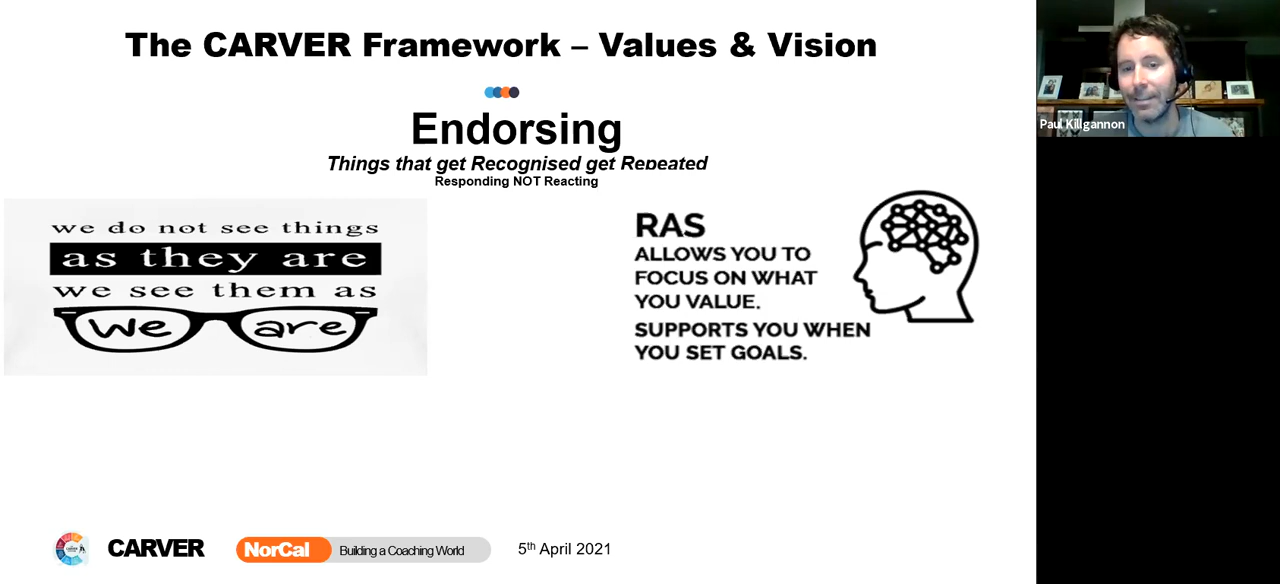 The CARVER Framework – Values & Vision
Endorsing
Things that get Recognised get Repeated
Responding NOT Reacting
we do not see things
as they are
we see them as
we are
RAS
ALLOWS YOU TO
FOCUS ON WHAT
YOU VALUE.
SUPPORTS YOU WHEN
YOU SET GOALS.
CARVER
NorCal Building a Coaching World
5th April 2021
Paul Killgannon